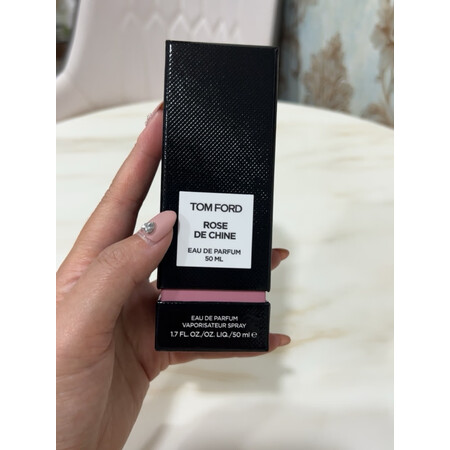 TOM FORD
ROSE
DE CHINE
EAU DE PARFUM
50 ML
EAU DE PARFUM
VAPORISATEUR SPRAY
1.7 FL. OZ./OZ. LIQ./50 ml ℮